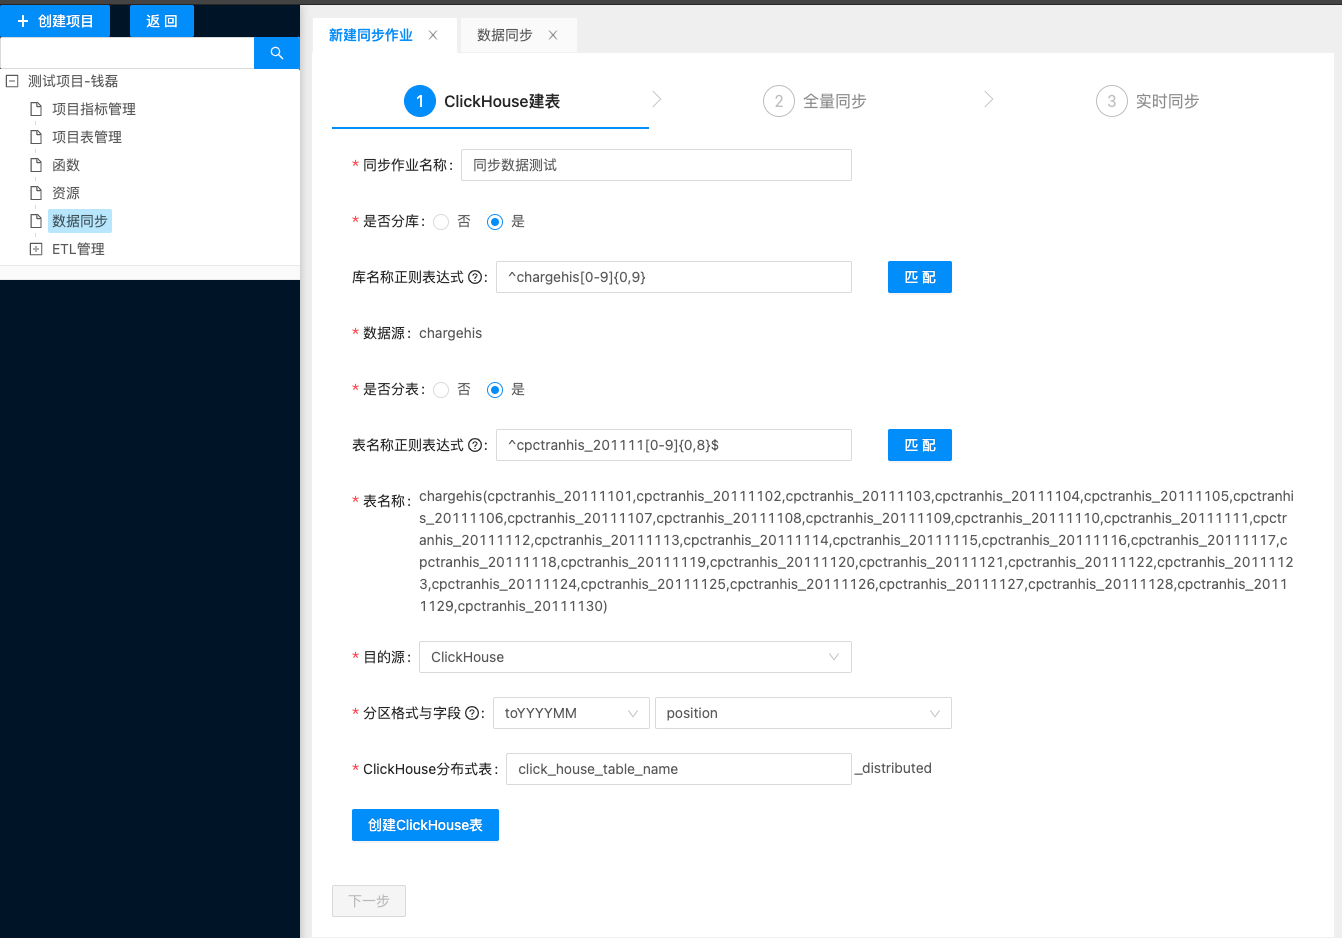 创建项目
返 回
测试项目-钱磊
项目指标管理
项目表管理
函数
资源
数据同步
ETL管理
新建同步作业
数据同步
1 ClickHouse建表
2 全量同步
3 实时同步
* 同步作业名称: 同步数据测试
* 是否分库: 否 是
库名称正则表达式 ?: ^chargehis[0-9]{0,9} 匹 配
* 数据源: chargehis
* 是否分表: 否 是
表名称正则表达式 ?: ^cpctranhis_201111[0-9]{0,8}$ 匹 配
* 表名称: chargehis(cpctranhis_20111101,cpctranhis_20111102,cpctranhis_20111103,cpctranhis_20111104,cpctranhis_20111105,cpctranhi
s_20111106,cpctranhis_20111107,cpctranhis_20111108,cpctranhis_20111109,cpctranhis_20111110,cpctranhis_20111111,cpctr
anhis_20111112,cpctranhis_20111113,cpctranhis_20111114,cpctranhis_20111115,cpctranhis_20111116,cpctranhis_20111117,c
pctranhis_20111118,cpctranhis_20111119,cpctranhis_20111120,cpctranhis_20111121,cpctranhis_20111122,cpctranhis_2011112
3,cpctranhis_20111124,cpctranhis_20111125,cpctranhis_20111126,cpctranhis_20111127,cpctranhis_20111128,cpctranhis_2011
1129,cpctranhis_20111130)
* 目的源: ClickHouse
* 分区格式与字段 ?: toYYYYMM position
* ClickHouse分布式表: click_house_table_name _distributed
创建ClickHouse表
下一步